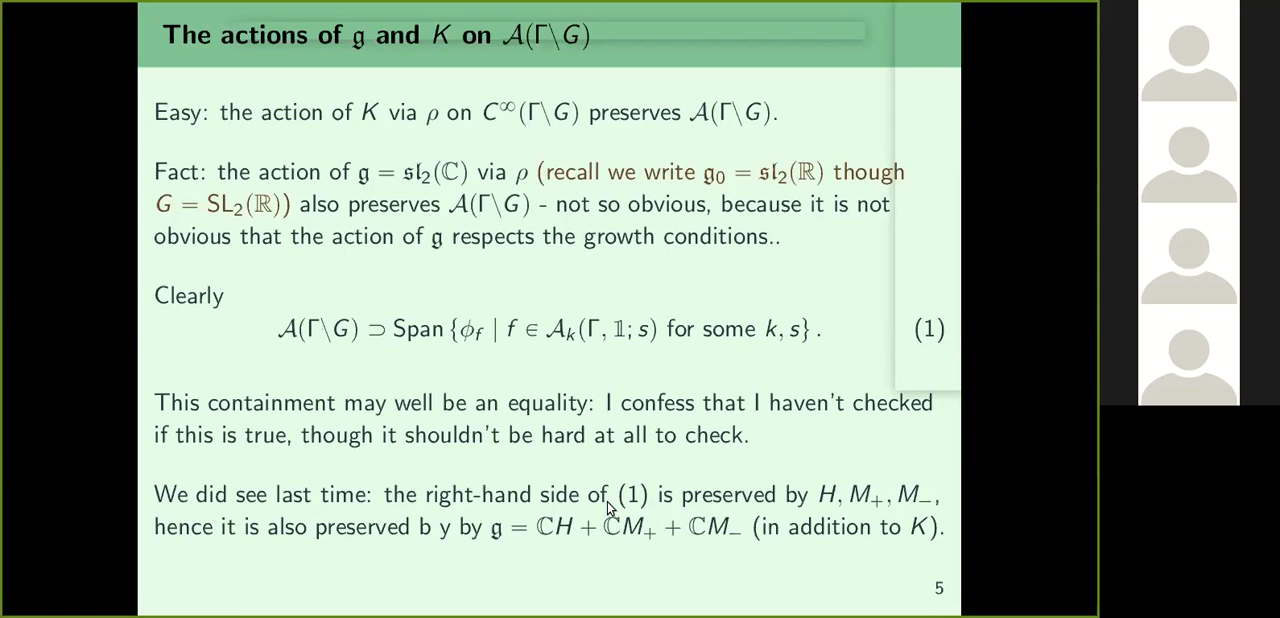 The actions of 𝔤 and K on 𝒜(Γ\G)
Easy: the action of K via ρ on C^∞(Γ\G) preserves 𝒜(Γ\G).
Fact: the action of 𝔤 = 𝔰𝔩₂(ℂ) via ρ (recall we write 𝔤₀ = 𝔰𝔩₂(ℝ) though
G = SL₂(ℝ)) also preserves 𝒜(Γ\G) - not so obvious, because it is not
obvious that the action of 𝔤 respects the growth conditions..
Clearly
𝒜(Γ\G) ⊃ Span {ϕ_f | f ∈ 𝒜_k(Γ, 𝟙; s) for some k, s} . (1)
This containment may well be an equality: I confess that I haven't checked
if this is true, though it shouldn't be hard at all to check.
We did see last time: the right-hand side of (1) is preserved by H, M₊, M₋,
hence it is also preserved b y by 𝔤 = ℂH + ℂM₊ + ℂM₋ (in addition to K).
5